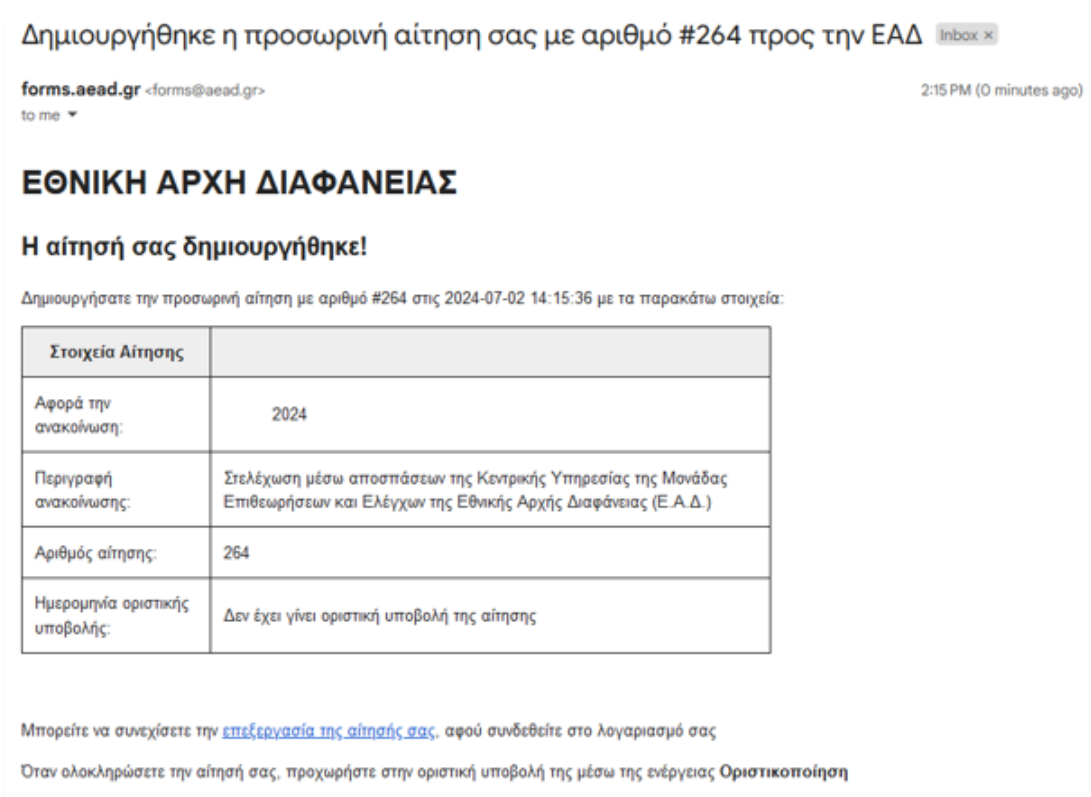 Δημιουργήθηκε η προσωρινή αίτηση σας με αριθμό #264 προς την ΕΑΔ Inbox ×
forms.aead.gr <forms@aead.gr> 2:15 PM (0 minutes ago)
to me
ΕΘΝΙΚΗ ΑΡΧΗ ΔΙΑΦΑΝΕΙΑΣ
Η αίτησή σας δημιουργήθηκε!
Δημιουργήσατε την προσωρινή αίτηση με αριθμό #264 στις 2024-07-02 14:15:36 με τα παρακάτω στοιχεία:
Στοιχεία Αίτησης
Αφορά την
ανακοίνωση:
2024
Περιγραφή
ανακοίνωσης:
Στελέχωση μέσω αποσπάσεων της Κεντρικής Υπηρεσίας της Μονάδας
Επιθεωρήσεων και Ελέγχων της Εθνικής Αρχής Διαφάνειας (Ε.Α.Δ.)
Αριθμός αίτησης: 264
Ημερομηνία οριστικής
υποβολής:
Δεν έχει γίνει οριστική υποβολή της αίτησης
Μπορείτε να συνεχίσετε την επεξεργασία της αίτησής σας, αφού συνδεθείτε στο λογαριασμό σας
Όταν ολοκληρώσετε την αίτησή σας, προχωρήστε στην οριστική υποβολή της μέσω της ενέργειας Οριστικοποίηση